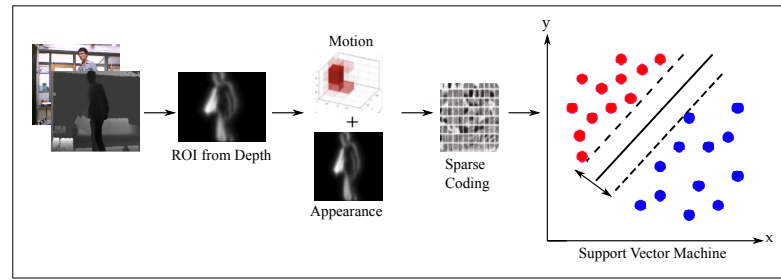 ROI from Depth
Motion
+
Appearance
Sparse
Coding
y
x
Support Vector Machine